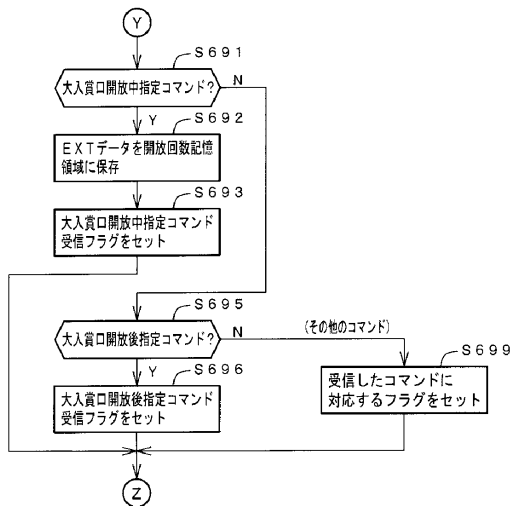 Y
S691
大入賞口開放中指定コマンド?
N
Y
S692
EXTデータを開放回数記憶
領域に保存
S693
大入賞口開放中指定コマンド
受信フラグをセット
S695
大入賞口開放後指定コマンド?
N
(その他のコマンド)
Y
S696
大入賞口開放後指定コマンド
受信フラグをセット
S699
受信したコマンドに
対応するフラグをセット
Z